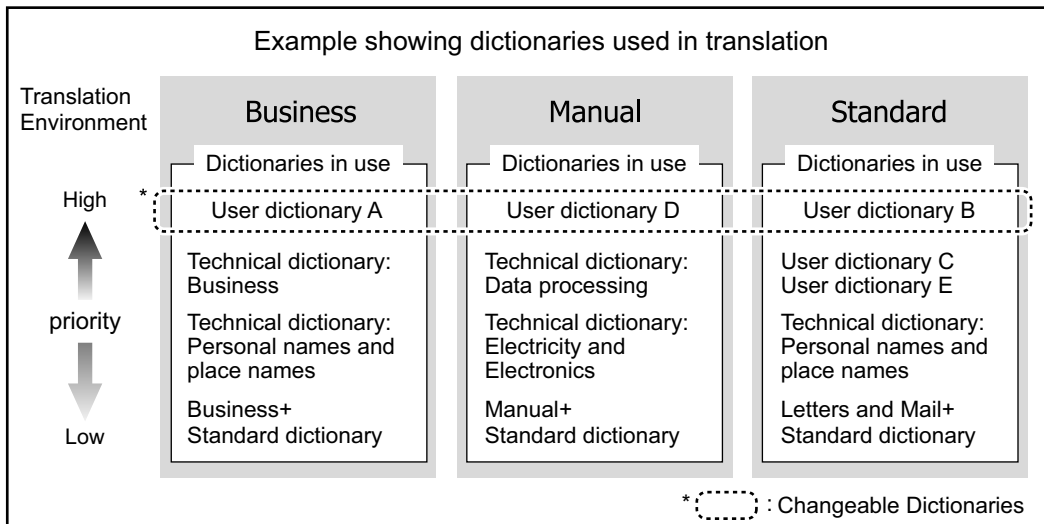 Example showing dictionaries used in translation
Translation
Environment
Business
Manual
Standard
Dictionaries in use
Dictionaries in use
Dictionaries in use
High
*
User dictionary A
User dictionary D
User dictionary B
Technical dictionary:
Business
Technical dictionary:
Data processing
User dictionary C
User dictionary E
priority
Technical dictionary:
Personal names and
place names
Technical dictionary:
Electricity and
Electronics
Technical dictionary:
Personal names and
place names
Low
Business+
Standard dictionary
Manual+
Standard dictionary
Letters and Mail+
Standard dictionary
* : Changeable Dictionaries